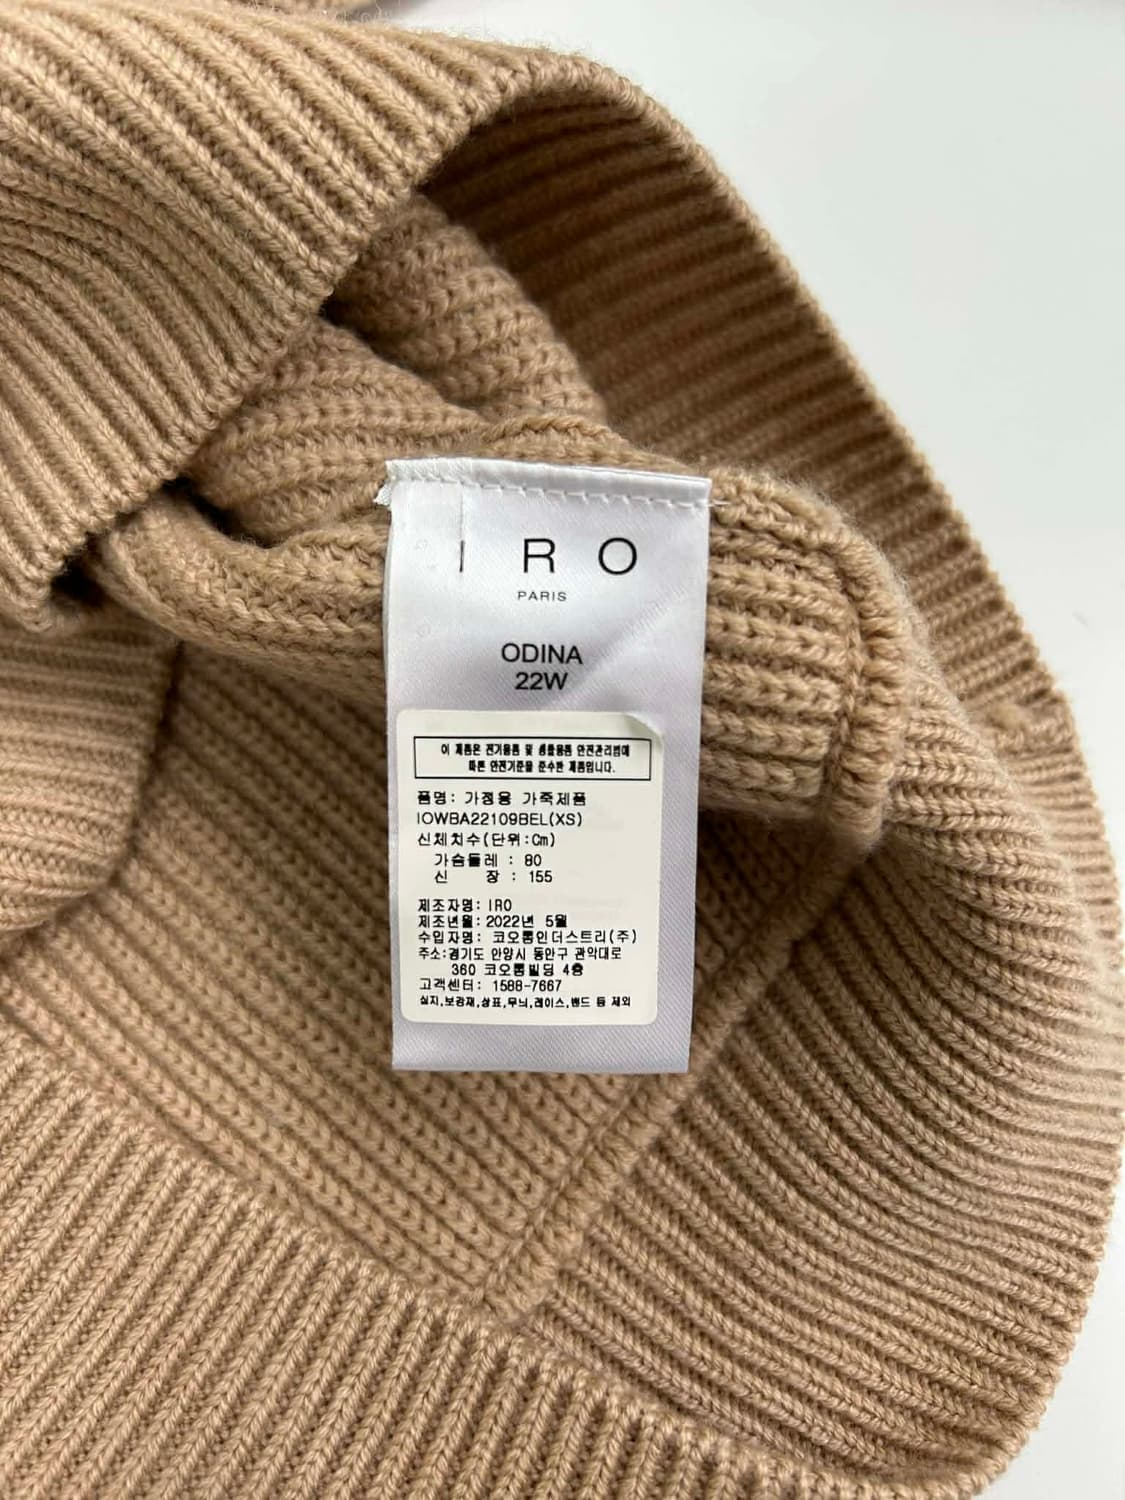 IRO
PARIS
ODINA
22W
이 제품은 전기용품 및 생활용품 안전관리법에
따른 안전기준을 준수한 제품입니다.
품명: 가정용 가죽제품
IOWBA22109BEL(XS)
신체치수(단위:Cm)
가슴둘레 : 80
신 장 : 155
제조자명: IRO
제조년월: 2022년 5월
수입자명: 코오롱인더스트리(주)
주소:경기도 안양시 동안구 관악대로
360 코오롱빌딩 4층
고객센터: 1588-7667
실지,보강재,상표,무늬,레이스,밴드 등 제외